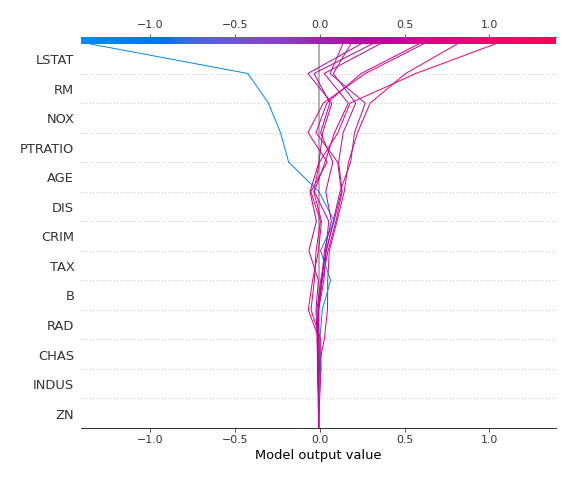 −1.0 −0.5 0.0 0.5 1.0
LSTAT
RM
NOX
PTRATIO
AGE
DIS
CRIM
TAX
B
RAD
CHAS
INDUS
ZN
−1.0 −0.5 0.0 0.5 1.0
Model output value